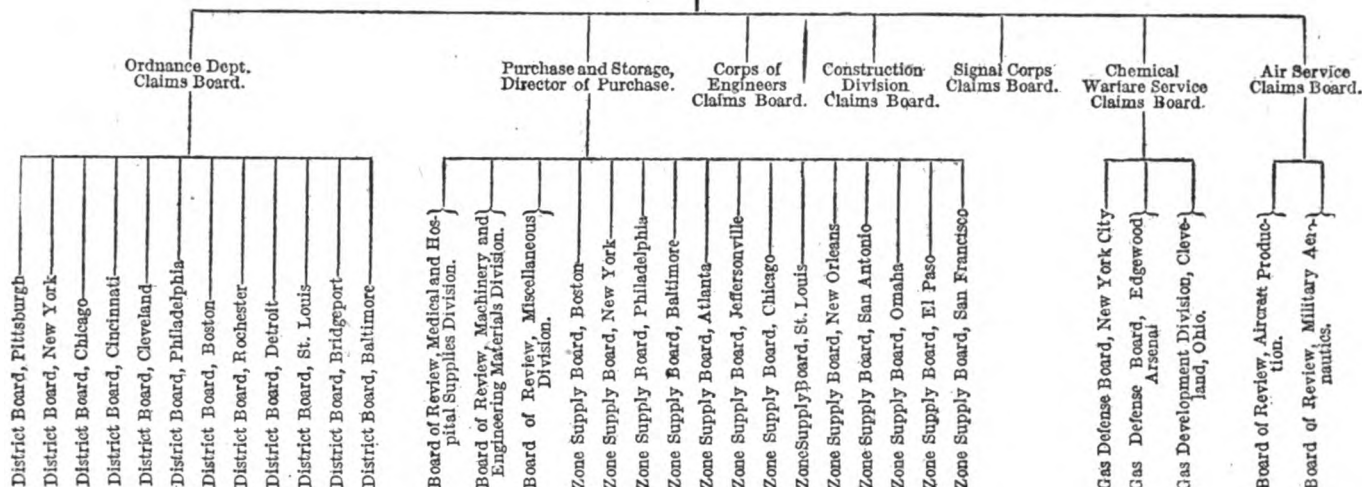 Ordnance Dept.
Claims Board.
Purchase and Storage,
Director of Purchase.
Corps of
Engineers
Claims Board.
Construction
Division
Claims Board.
Signal Corps
Claims Board.
Chemical
Warfare Service
Claims Board.
Air Service
Claims Board.
District Board, Pittsburgh
District Board, New York
District Board, Chicago
District Board, Cincinnati
District Board, Cleveland
District Board, Philadelphia
District Board, Boston
District Board, Rochester
District Board, Detroit
District Board, St. Louis
District Board, Bridgeport
District Board, Baltimore
Board of Review, Medical and Hos-
pital Supplies Division.
Board of Review, Machinery and
Engineering Materials Division.
Board of Review, Miscellaneous
Division.
Zone Supply Board, Boston
Zone Supply Board, New York
Zone Supply Board, Philadelphia
Zone Supply Board, Baltimore
Zone Supply Board, Atlanta
Zone Supply Board, Jeffersonville
Zone Supply Board, Chicago
Zone Supply Board, St. Louis
Zone Supply Board, New Orleans
Zone Supply Board, San Antonio
Zone Supply Board, Omaha
Zone Supply Board, El Paso
Zone Supply Board, San Francisco
Gas Defense Board, New York City
Gas Defense Board, Edgewood
Arsenal
Gas Development Division, Cleve-
land, Ohio.
Board of Review, Aircraft Produc-
tion.
Board of Review, Military Aer-
nautics.